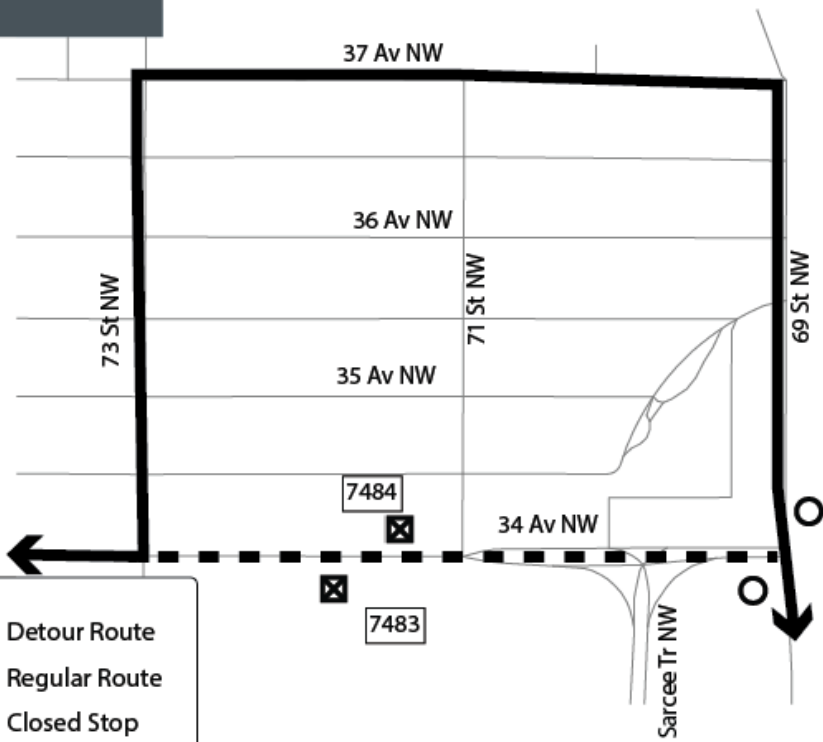 37 Av NW
36 Av NW
73 St NW
71 St NW
69 St NW
35 Av NW
7484
34 Av NW
7483
Detour Route
Regular Route
Closed Stop
Sarcee Tr NW